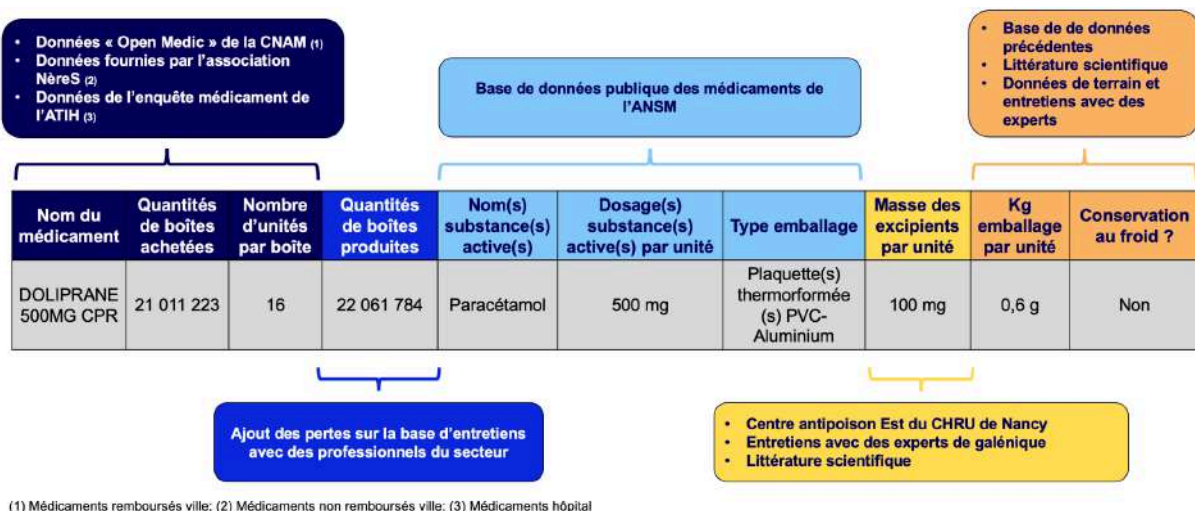 • Données « Open Medic » de la CNAM (1)
• Données fournies par l'association
NèreS (2)
• Données de l'enquête médicament de
l'ATIH (3)
Base de données publique des médicaments de
l'ANSM
• Base de de données
précédentes
• Littérature scientifique
• Données de terrain et
entretiens avec des
experts
Nom du
médicament
Quantités
de boîtes
achetées
Nombre
d'unités
par boîte
Quantités
de boîtes
produites
Nom(s)
substance(s)
active(s)
Dosage(s)
substance(s)
active(s) par unité
Type emballage
Masse des
excipients
par unité
Kg
emballage
par unité
Conservation
au froid ?
DOLIPRANE
500MG CPR
21 011 223
16
22 061 784
Paracétamol
500 mg
Plaquette(s)
thermorformée
(s) PVC-
Aluminium
100 mg
0,6 g
Non
Ajout des pertes sur la base d'entretiens
avec des professionnels du secteur
• Centre antipoison Est du CHRU de Nancy
• Entretiens avec des experts de galénique
• Littérature scientifique
(1) Médicaments remboursés ville; (2) Médicaments non remboursés ville; (3) Médicaments hôpital